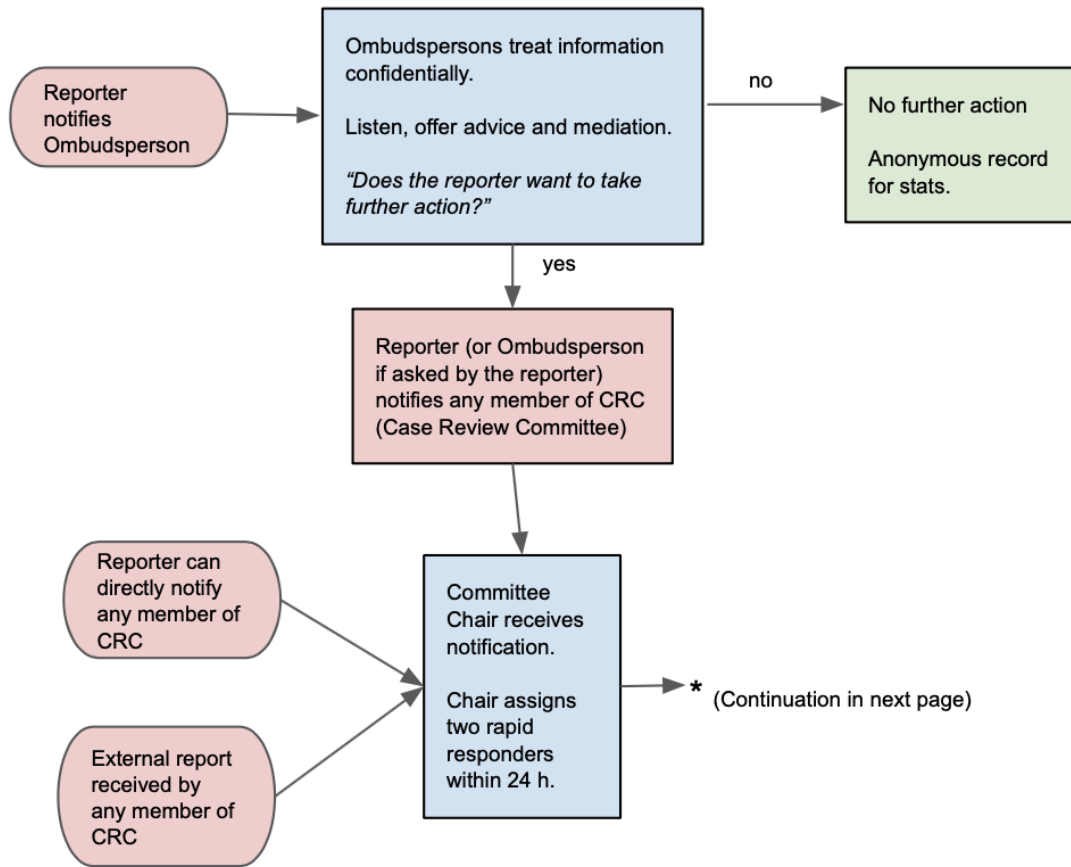 Reporter
notifies
Ombudsperson
Ombudspersons treat information
confidentially.
Listen, offer advice and mediation.
“Does the reporter want to take
further action?”
no
No further action
Anonymous record
for stats.
yes
Reporter (or Ombudsperson
if asked by the reporter)
notifies any member of CRC
(Case Review Committee)
Reporter can
directly notify
any member of
CRC
External report
received by
any member of
CRC
Committee
Chair receives
notification.
Chair assigns
two rapid
responders
within 24 h.
* (Continuation in next page)